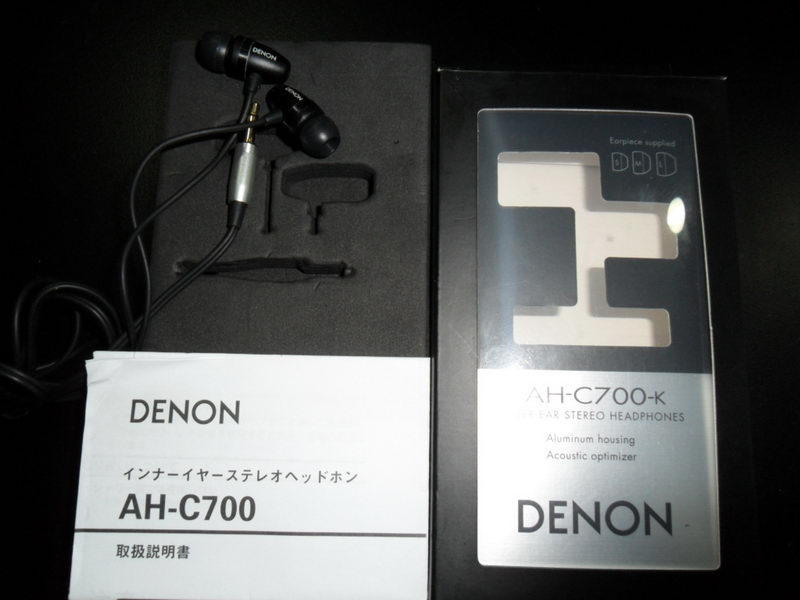 DENON
DENON
DENON
インナーイヤーステレオヘッドホン
AH-C700
取扱説明書
Earpiece supplied
S M L
AH-C700-K
EAR STEREO HEADPHONES
Aluminum housing
Acoustic optimizer
DENON